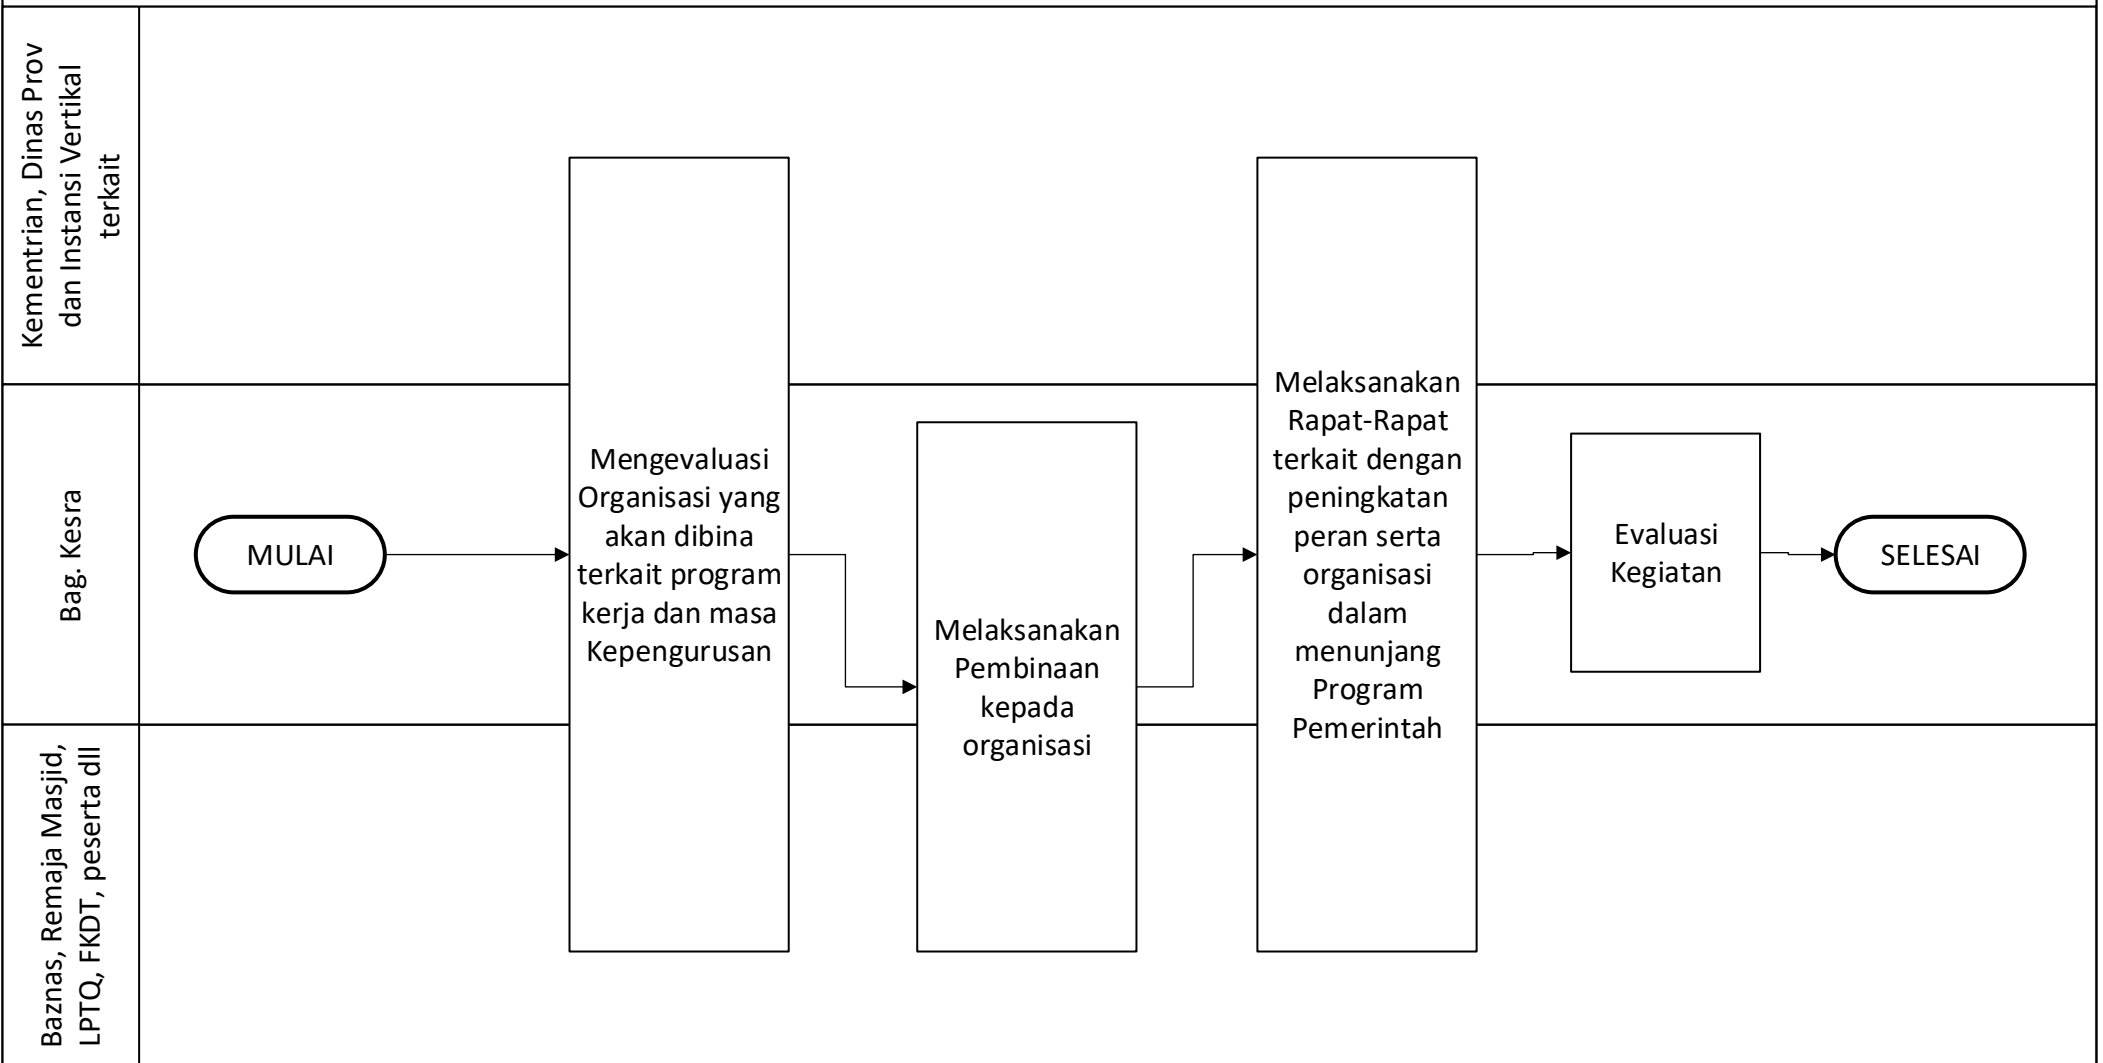 Kementrian, Dinas Prov
dan Instansi Vertikal
terkait
Bag. Kesra
Baznas, Remaja Masjid,
LPTQ, FKDT, peserta dll
MULAI
Mengevaluasi
Organisasi yang
akan dibina
terkait program
kerja dan masa
Kepengurusan
Melaksanakan
Pembinaan
kepada
organisasi
Melaksanakan
Rapat-Rapat
terkait dengan
peningkatan
peran serta
organisasi
dalam
menunjang
Program
Pemerintah
Evaluasi
Kegiatan
SELESAI